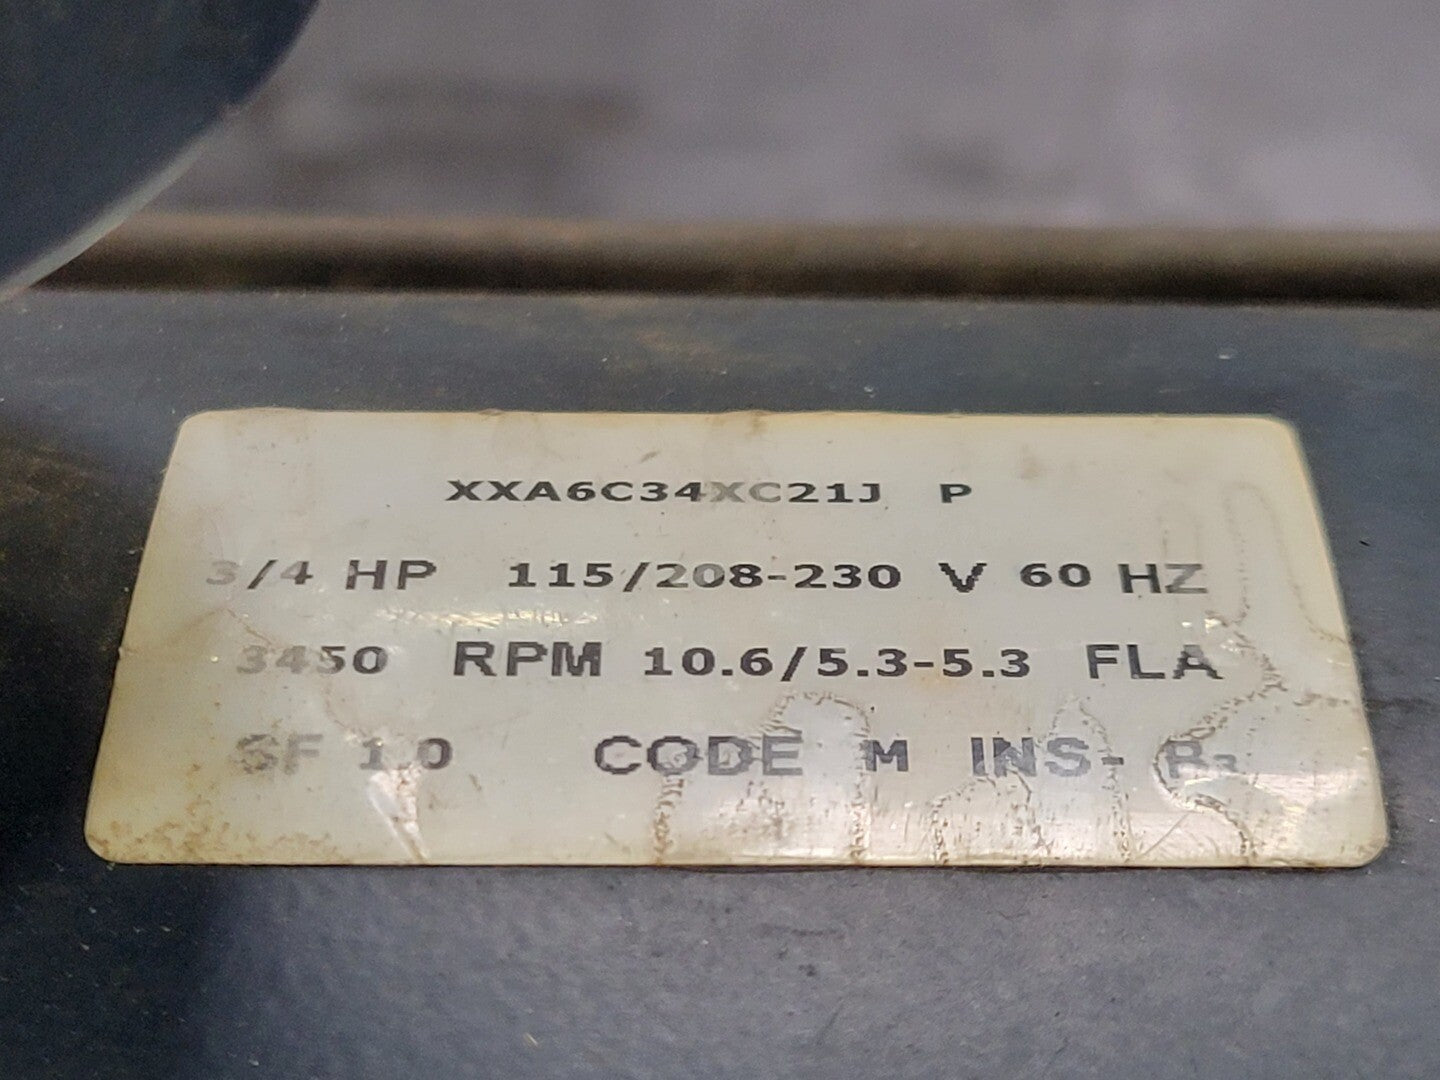 XXA6C34XC21J P
3/4 HP 115/208-230 V 60 HZ
3450 RPM 10.6/5.3-5.3 FLA
SF 1.0 CODE M INS-